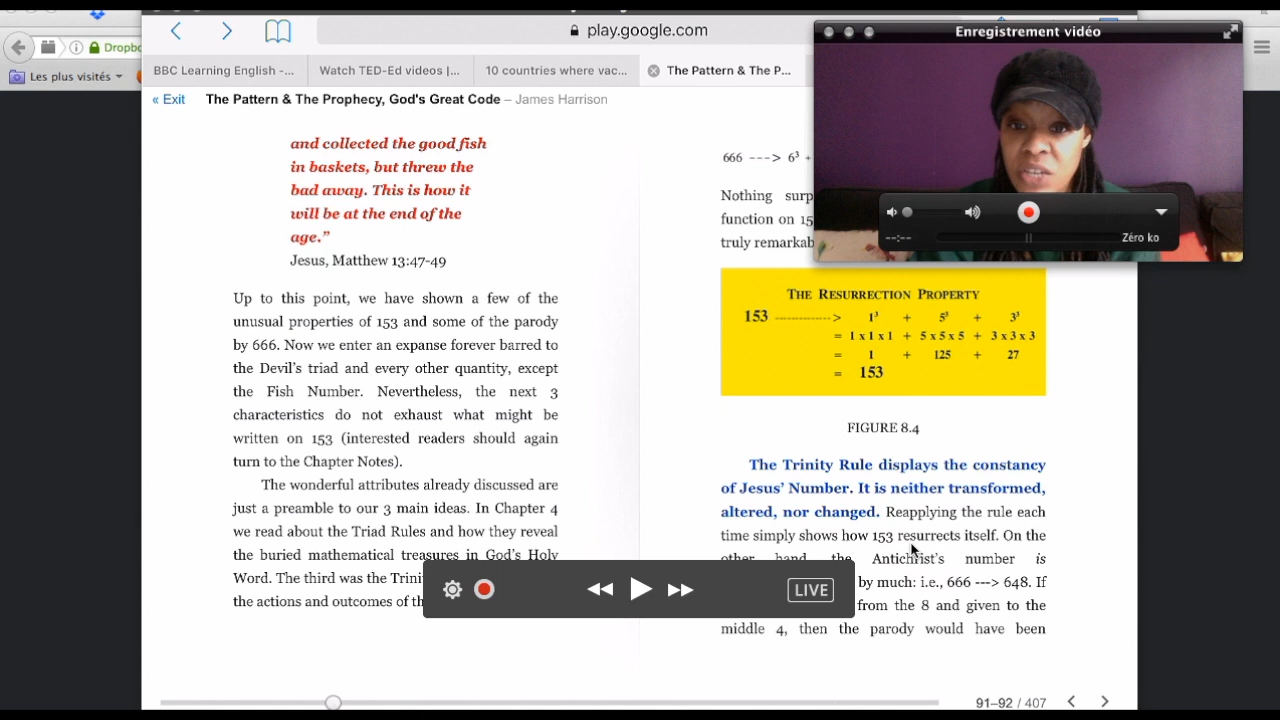 play.google.com
Enregistrement vidéo
Dropbo
Les plus visités
BBC Learning English -...
Watch TED-Ed videos |...
10 countries where vac...
The Pattern & The P...
« Exit
The Pattern & The Prophecy, God's Great Code – James Harrison
and collected the good fish
in baskets, but threw the
bad away. This is how it
will be at the end of the
age.”
Jesus, Matthew 13:47-49
Up to this point, we have shown a few of the
unusual properties of 153 and some of the parody
by 666. Now we enter an expanse forever barred to
the Devil’s triad and every other quantity, except
the Fish Number. Nevertheless, the next 3
characteristics do not exhaust what might be
written on 153 (interested readers should again
turn to the Chapter Notes).
The wonderful attributes already discussed are
just a preamble to our 3 main ideas. In Chapter 4
we read about the Triad Rules and how they reveal
the buried mathematical treasures in God’s Holy
Word. The third was the Trini
the actions and outcomes of th
666 ---> 6³ +
Nothing surp
function on 15
truly remarkab
--:--
Zéro ko
THE RESURRECTION PROPERTY
153 -------------> 1³ + 5³ + 3³
= 1 x 1 x 1 + 5 x 5 x 5 + 3 x 3 x 3
= 1 + 125 + 27
= 153
FIGURE 8.4
The Trinity Rule displays the constancy
of Jesus’ Number. It is neither transformed,
altered, nor changed. Reapplying the rule each
time simply shows how 153 resurrects itself. On the
other hand, the Antichrist’s number is
by much: i.e., 666 ---> 648. If
from the 8 and given to the
middle 4, then the parody would have been
LIVE
91–92 / 407